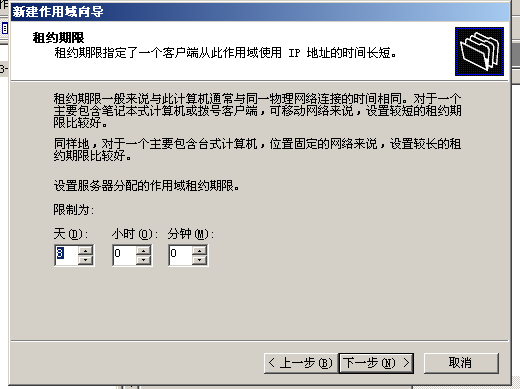 新建作用域向导
租约期限
租约期限指定了一个客户端从此作用域使用 IP 地址的时间长短。
租约期限一般来说与此计算机通常与同一物理网络连接的时间相同。对于一个
主要包含笔记本式计算机或拨号客户端，可移动网络来说，设置较短的租约期
限比较好。
同样地，对于一个主要包含台式计算机，位置固定的网络来说，设置较长的租
约期限比较好。
设置服务器分配的作用域租约期限。
限制为:
天(D): 小时(O): 分钟(M):
8 0 0
< 上一步(B) 下一步(N) > 取消